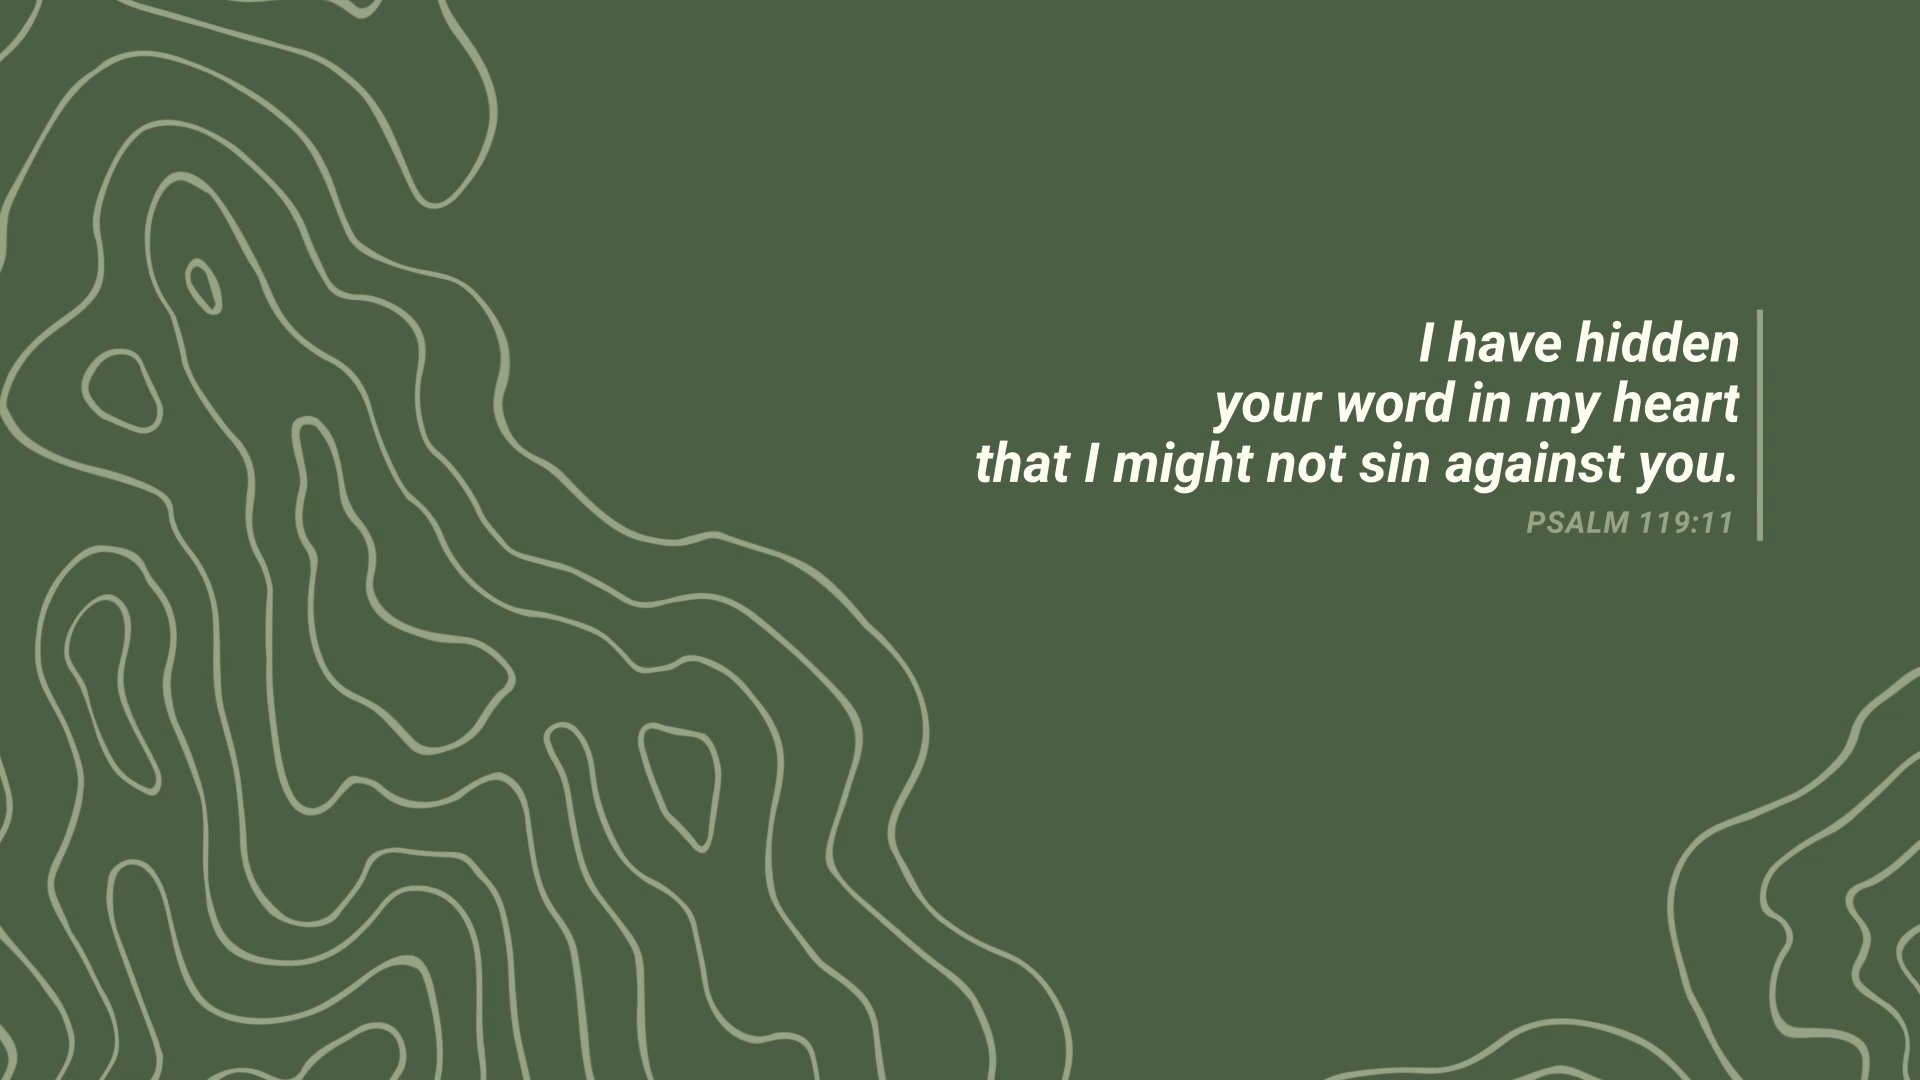 I have hidden
your word in my heart
that I might not sin against you.
PSALM 119:11